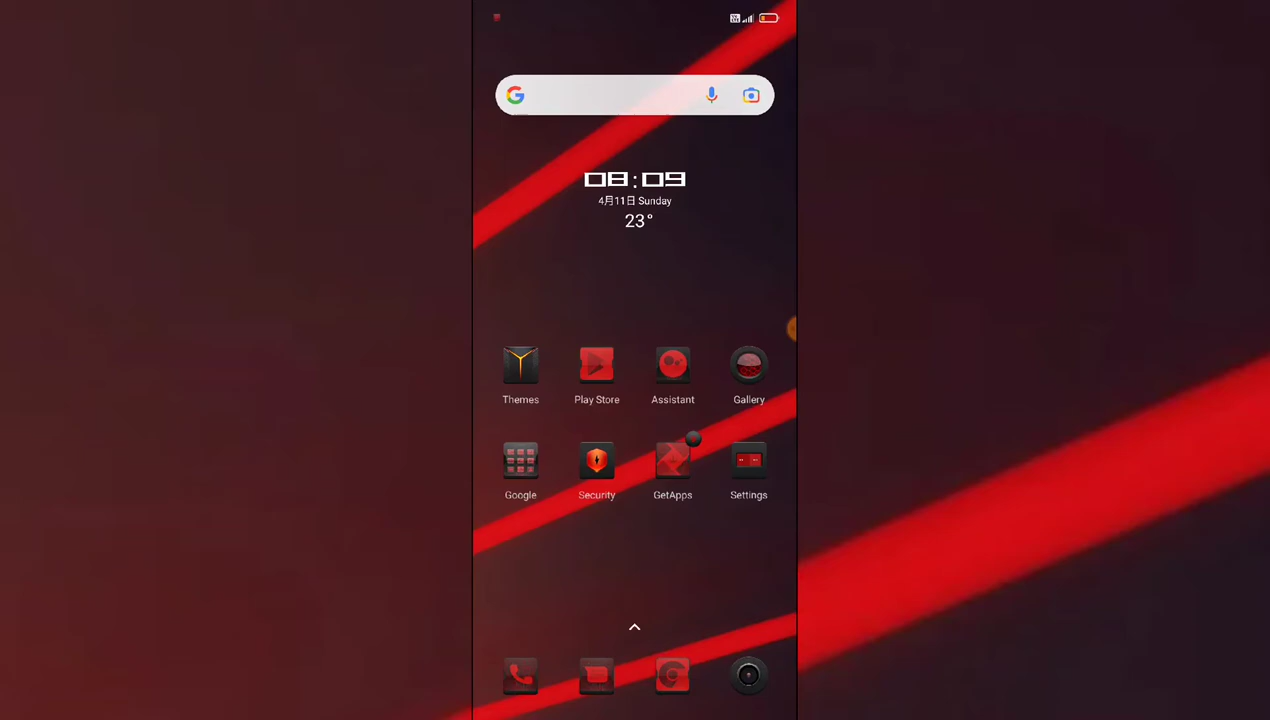 08:09
4月11日 Sunday
23°
Themes
Play Store
Assistant
Gallery
Google
Security
GetApps
Settings